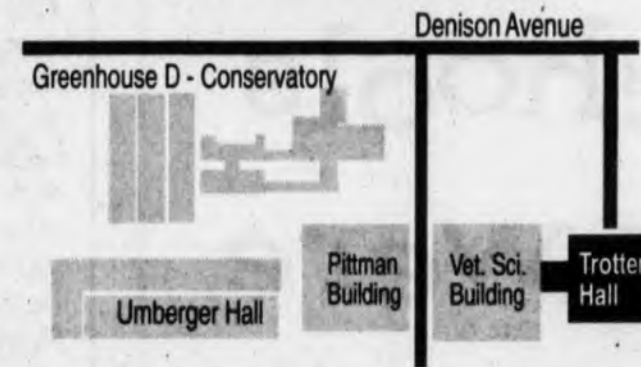 Denison Avenue
Greenhouse D - Conservatory
Pittman
Building
Vet. Sci.
Building
Trotter
Hall
Umberger Hall